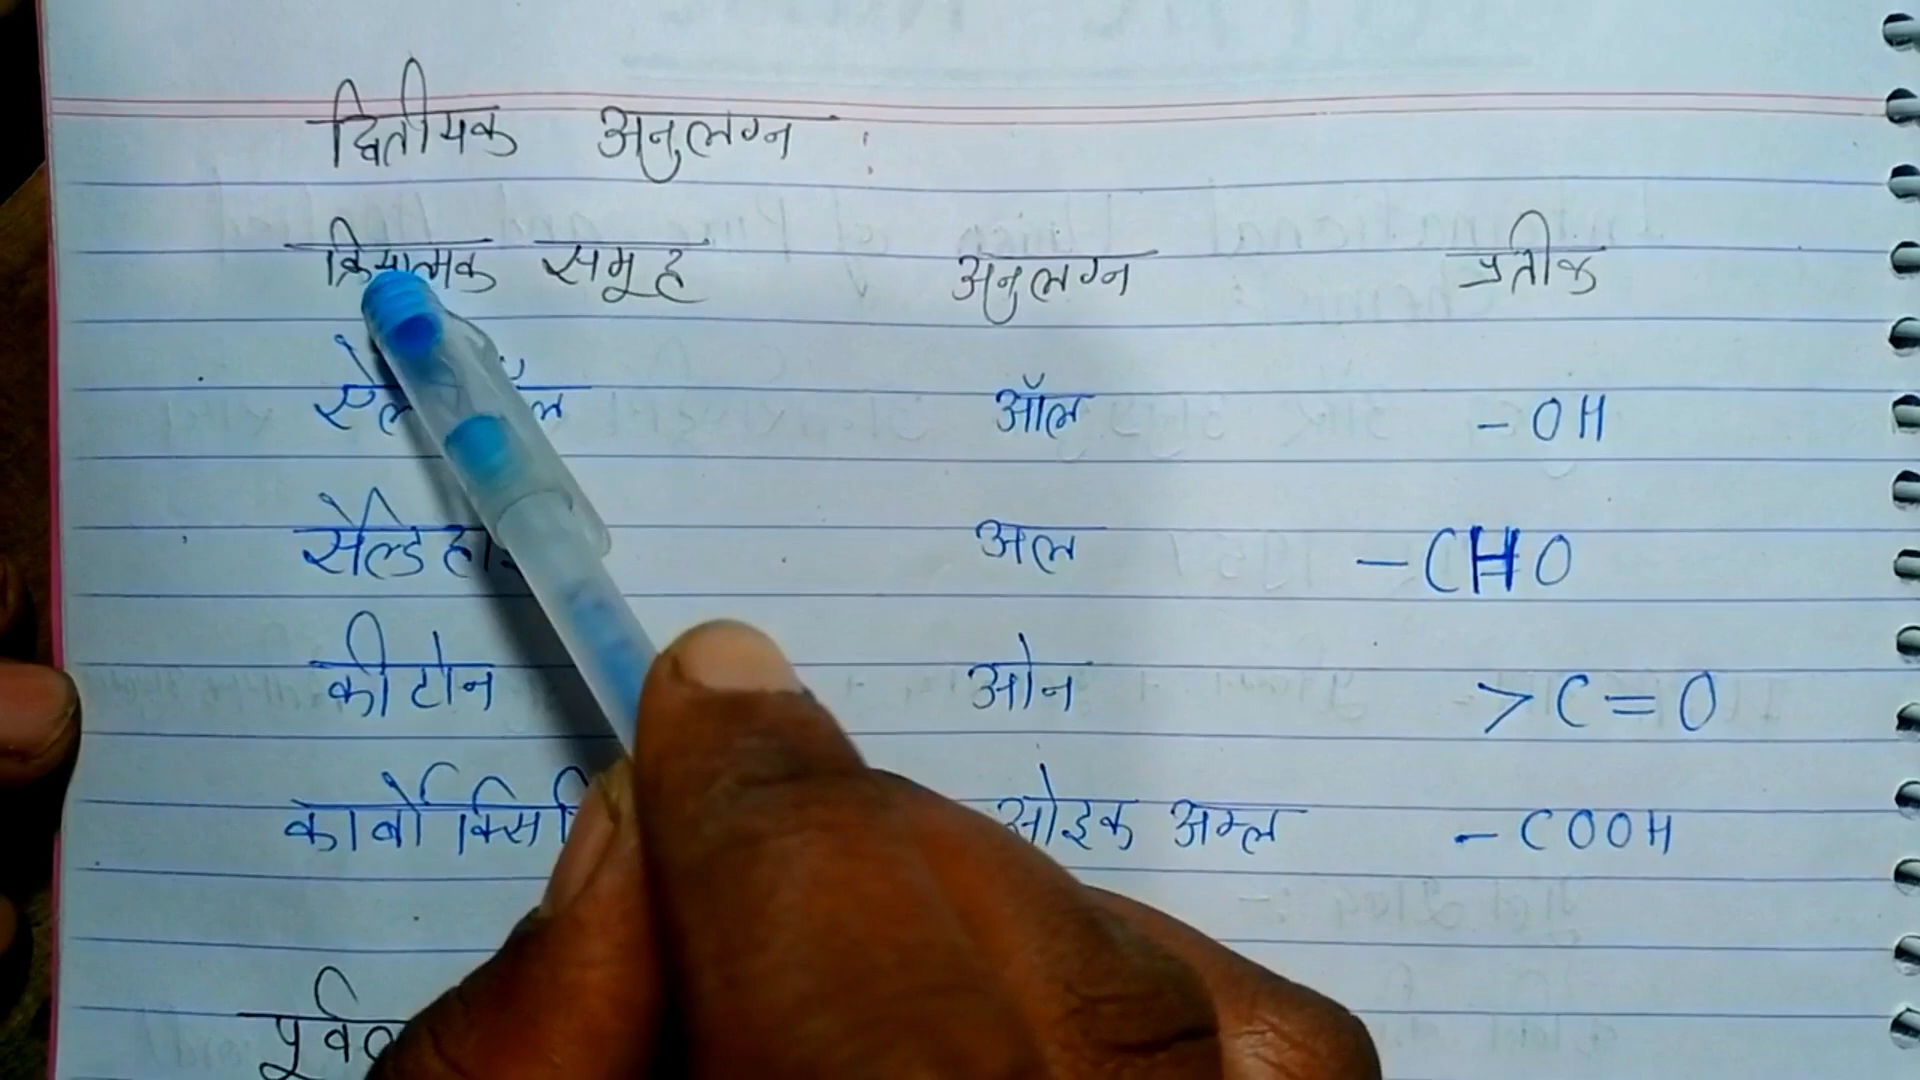 द्वितीयक अनुलग्न :
क्रियात्मक समूह अनुलग्न प्रतीक
ऑल - OH
अल - CHO
कीटोन ओन > C = O
ओइक अम्ल - COOH